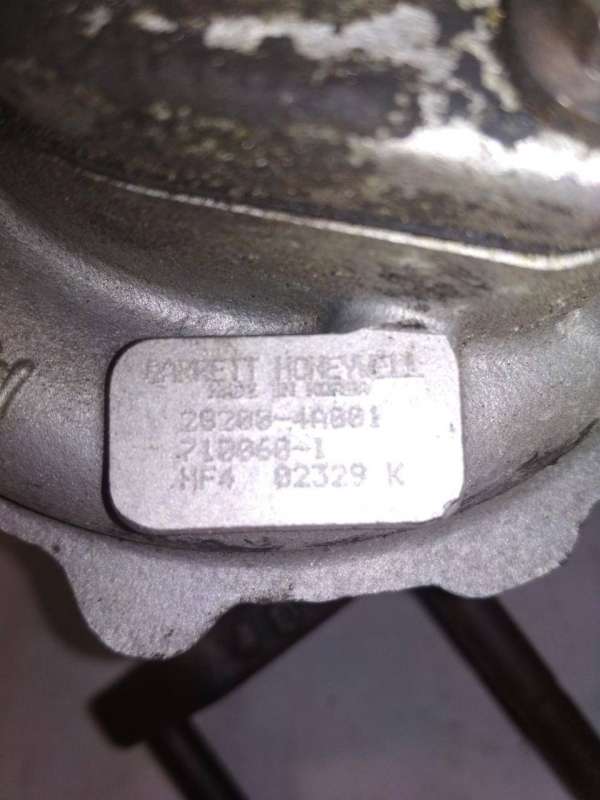 GARRETT HONEYWELL
MADE IN KOREA
28200-4A001
710060-1
HF4 02329 K